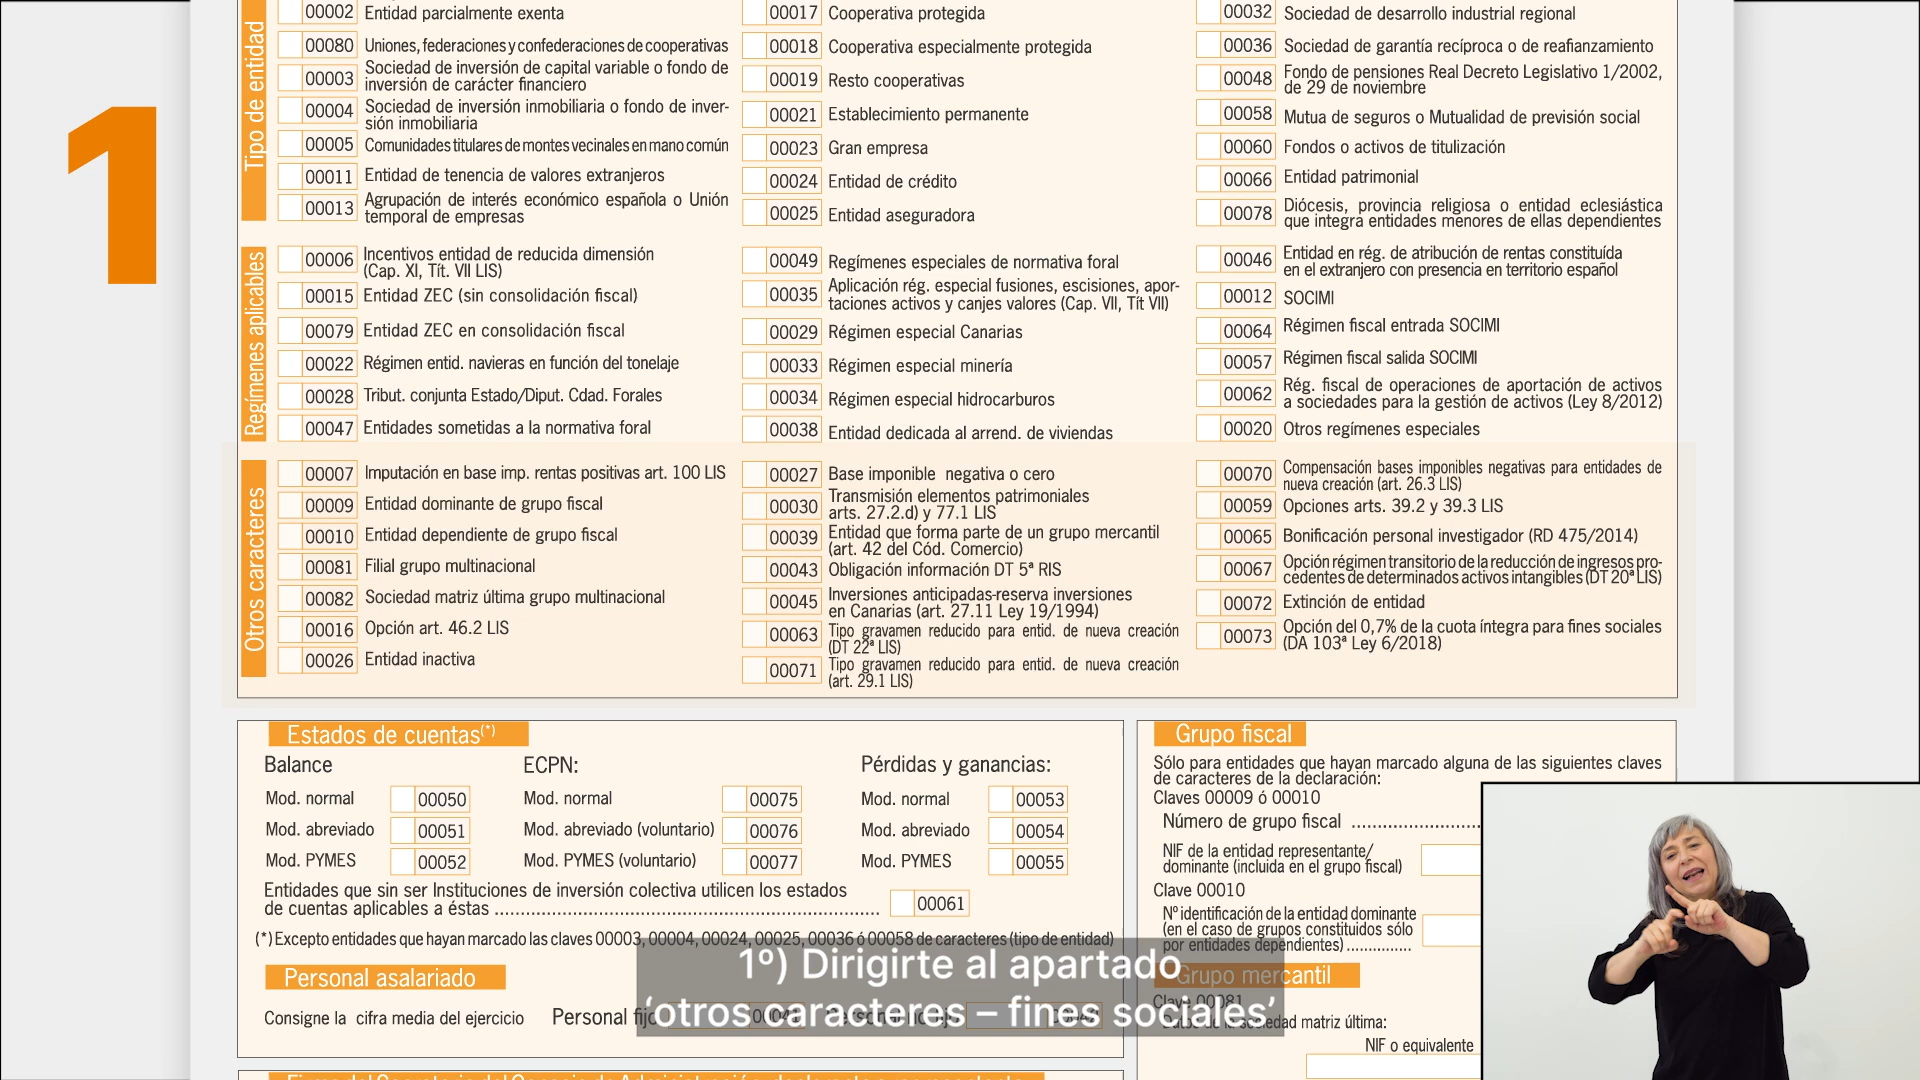 1
Tipo de entidad
00002 Entidad parcialmente exenta
00080 Uniones, federaciones y confederaciones de cooperativas
00003 Sociedad de inversión de capital variable o fondo de
inversión de carácter financiero
00004 Sociedad de inversión inmobiliaria o fondo de inver-
sión inmobiliaria
00005 Comunidades titulares de montes vecinales en mano común
00011 Entidad de tenencia de valores extranjeros
00013 Agrupación de interés económico española o Unión
temporal de empresas
00017 Cooperativa protegida
00018 Cooperativa especialmente protegida
00019 Resto cooperativas
00021 Establecimiento permanente
00023 Gran empresa
00024 Entidad de crédito
00025 Entidad aseguradora
00032 Sociedad de desarrollo industrial regional
00036 Sociedad de garantía recíproca o de reafianzamiento
00048 Fondo de pensiones Real Decreto Legislativo 1/2002,
de 29 de noviembre
00058 Mutua de seguros o Mutualidad de previsión social
00060 Fondos o activos de titulización
00066 Entidad patrimonial
00078 Diócesis, provincia religiosa o entidad eclesiástica
que integra entidades menores de ellas dependientes
Regímenes aplicables
00006 Incentivos entidad de reducida dimensión
(Cap. XI, Tít. VII LIS)
00015 Entidad ZEC (sin consolidación fiscal)
00079 Entidad ZEC en consolidación fiscal
00022 Régimen entid. navieras en función del tonelaje
00028 Tribut. conjunta Estado/Diput. Cdad. Forales
00047 Entidades sometidas a la normativa foral
00049 Regímenes especiales de normativa foral
00035 Aplicación rég. especial fusiones, escisiones, apor-
taciones activos y canjes valores (Cap. VII, Tít VII)
00029 Régimen especial Canarias
00033 Régimen especial minería
00034 Régimen especial hidrocarburos
00038 Entidad dedicada al arrend. de viviendas
00046 Entidad en rég. de atribución de rentas constituída
en el extranjero con presencia en territorio español
00012 SOCIMI
00064 Régimen fiscal entrada SOCIMI
00057 Régimen fiscal salida SOCIMI
00062 Rég. fiscal de operaciones de aportación de activos
a sociedades para la gestión de activos (Ley 8/2012)
00020 Otros regímenes especiales
Otros caracteres
00007 Imputación en base imp. rentas positivas art. 100 LIS
00009 Entidad dominante de grupo fiscal
00010 Entidad dependiente de grupo fiscal
00081 Filial grupo multinacional
00082 Sociedad matriz última grupo multinacional
00016 Opción art. 46.2 LIS
00026 Entidad inactiva
00027 Base imponible negativa o cero
00030 Transmisión elementos patrimoniales
arts. 27.2.d) y 77.1 LIS
00039 Entidad que forma parte de un grupo mercantil
(art. 42 del Cód. Comercio)
00043 Obligación información DT 5ª RIS
00045 Inversiones anticipadas-reserva inversiones
en Canarias (art. 27.11 Ley 19/1994)
00063 Tipo gravamen reducido para entid. de nueva creación
(DT 22ª LIS)
00071 Tipo gravamen reducido para entid. de nueva creación
(art. 29.1 LIS)
00070 Compensación bases imponibles negativas para entidades de
nueva creación (art. 26.3 LIS)
00059 Opciones arts. 39.2 y 39.3 LIS
00065 Bonificación personal investigador (RD 475/2014)
00067 Opción régimen transitorio de la reducción de ingresos pro-
cedentes de determinados activos intangibles (DT 20ª LIS)
00072 Extinción de entidad
00073 Opción del 0,7% de la cuota íntegra para fines sociales
(DA 103ª Ley 6/2018)
Estados de cuentas(*)
Balance ECPN: Pérdidas y ganancias:
Mod. normal 00050 Mod. normal 00075 Mod. normal 00053
Mod. abreviado 00051 Mod. abreviado (voluntario) 00076 Mod. abreviado 00054
Mod. PYMES 00052 Mod. PYMES (voluntario) 00077 Mod. PYMES 00055
Entidades que sin ser Instituciones de inversión colectiva utilicen los estados
de cuentas aplicables a éstas ........ 00061
(*) Excepto entidades que hayan marcado las claves 00003, 00004, 00024, 00025, 00036 ó 00058 de caracteres (tipo de entidad)
Personal asalariado
Consigne la cifra media del ejercicio Personal fijo
Grupo fiscal
Sólo para entidades que hayan marcado alguna de las siguientes claves
de caracteres de la declaración:
Claves 00009 ó 00010
Número de grupo fiscal ........
NIF de la entidad representante/
dominante (incluida en el grupo fiscal)
Clave 00010
Nº identificación de la entidad dominante
(en el caso de grupos constituidos sólo
por entidades dependientes) ........
Grupo mercantil
Clave 00081
Datos de la sociedad matriz última:
NIF o equivalente
1º) Dirigirte al apartado
‘otros caracteres – fines sociales’